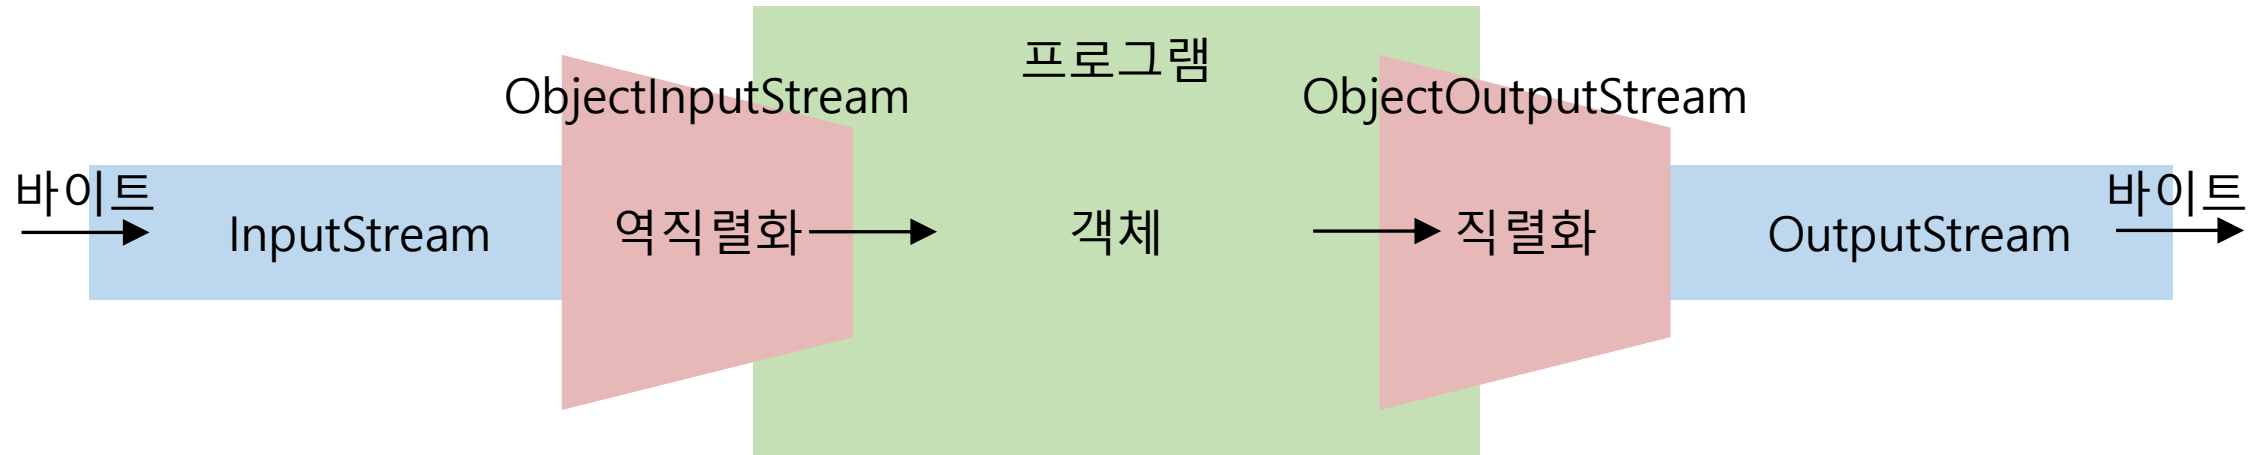 프로그램
ObjectInputStream
ObjectOutputStream
바이트
InputStream
역직렬화
객체
직렬화
OutputStream
바이트